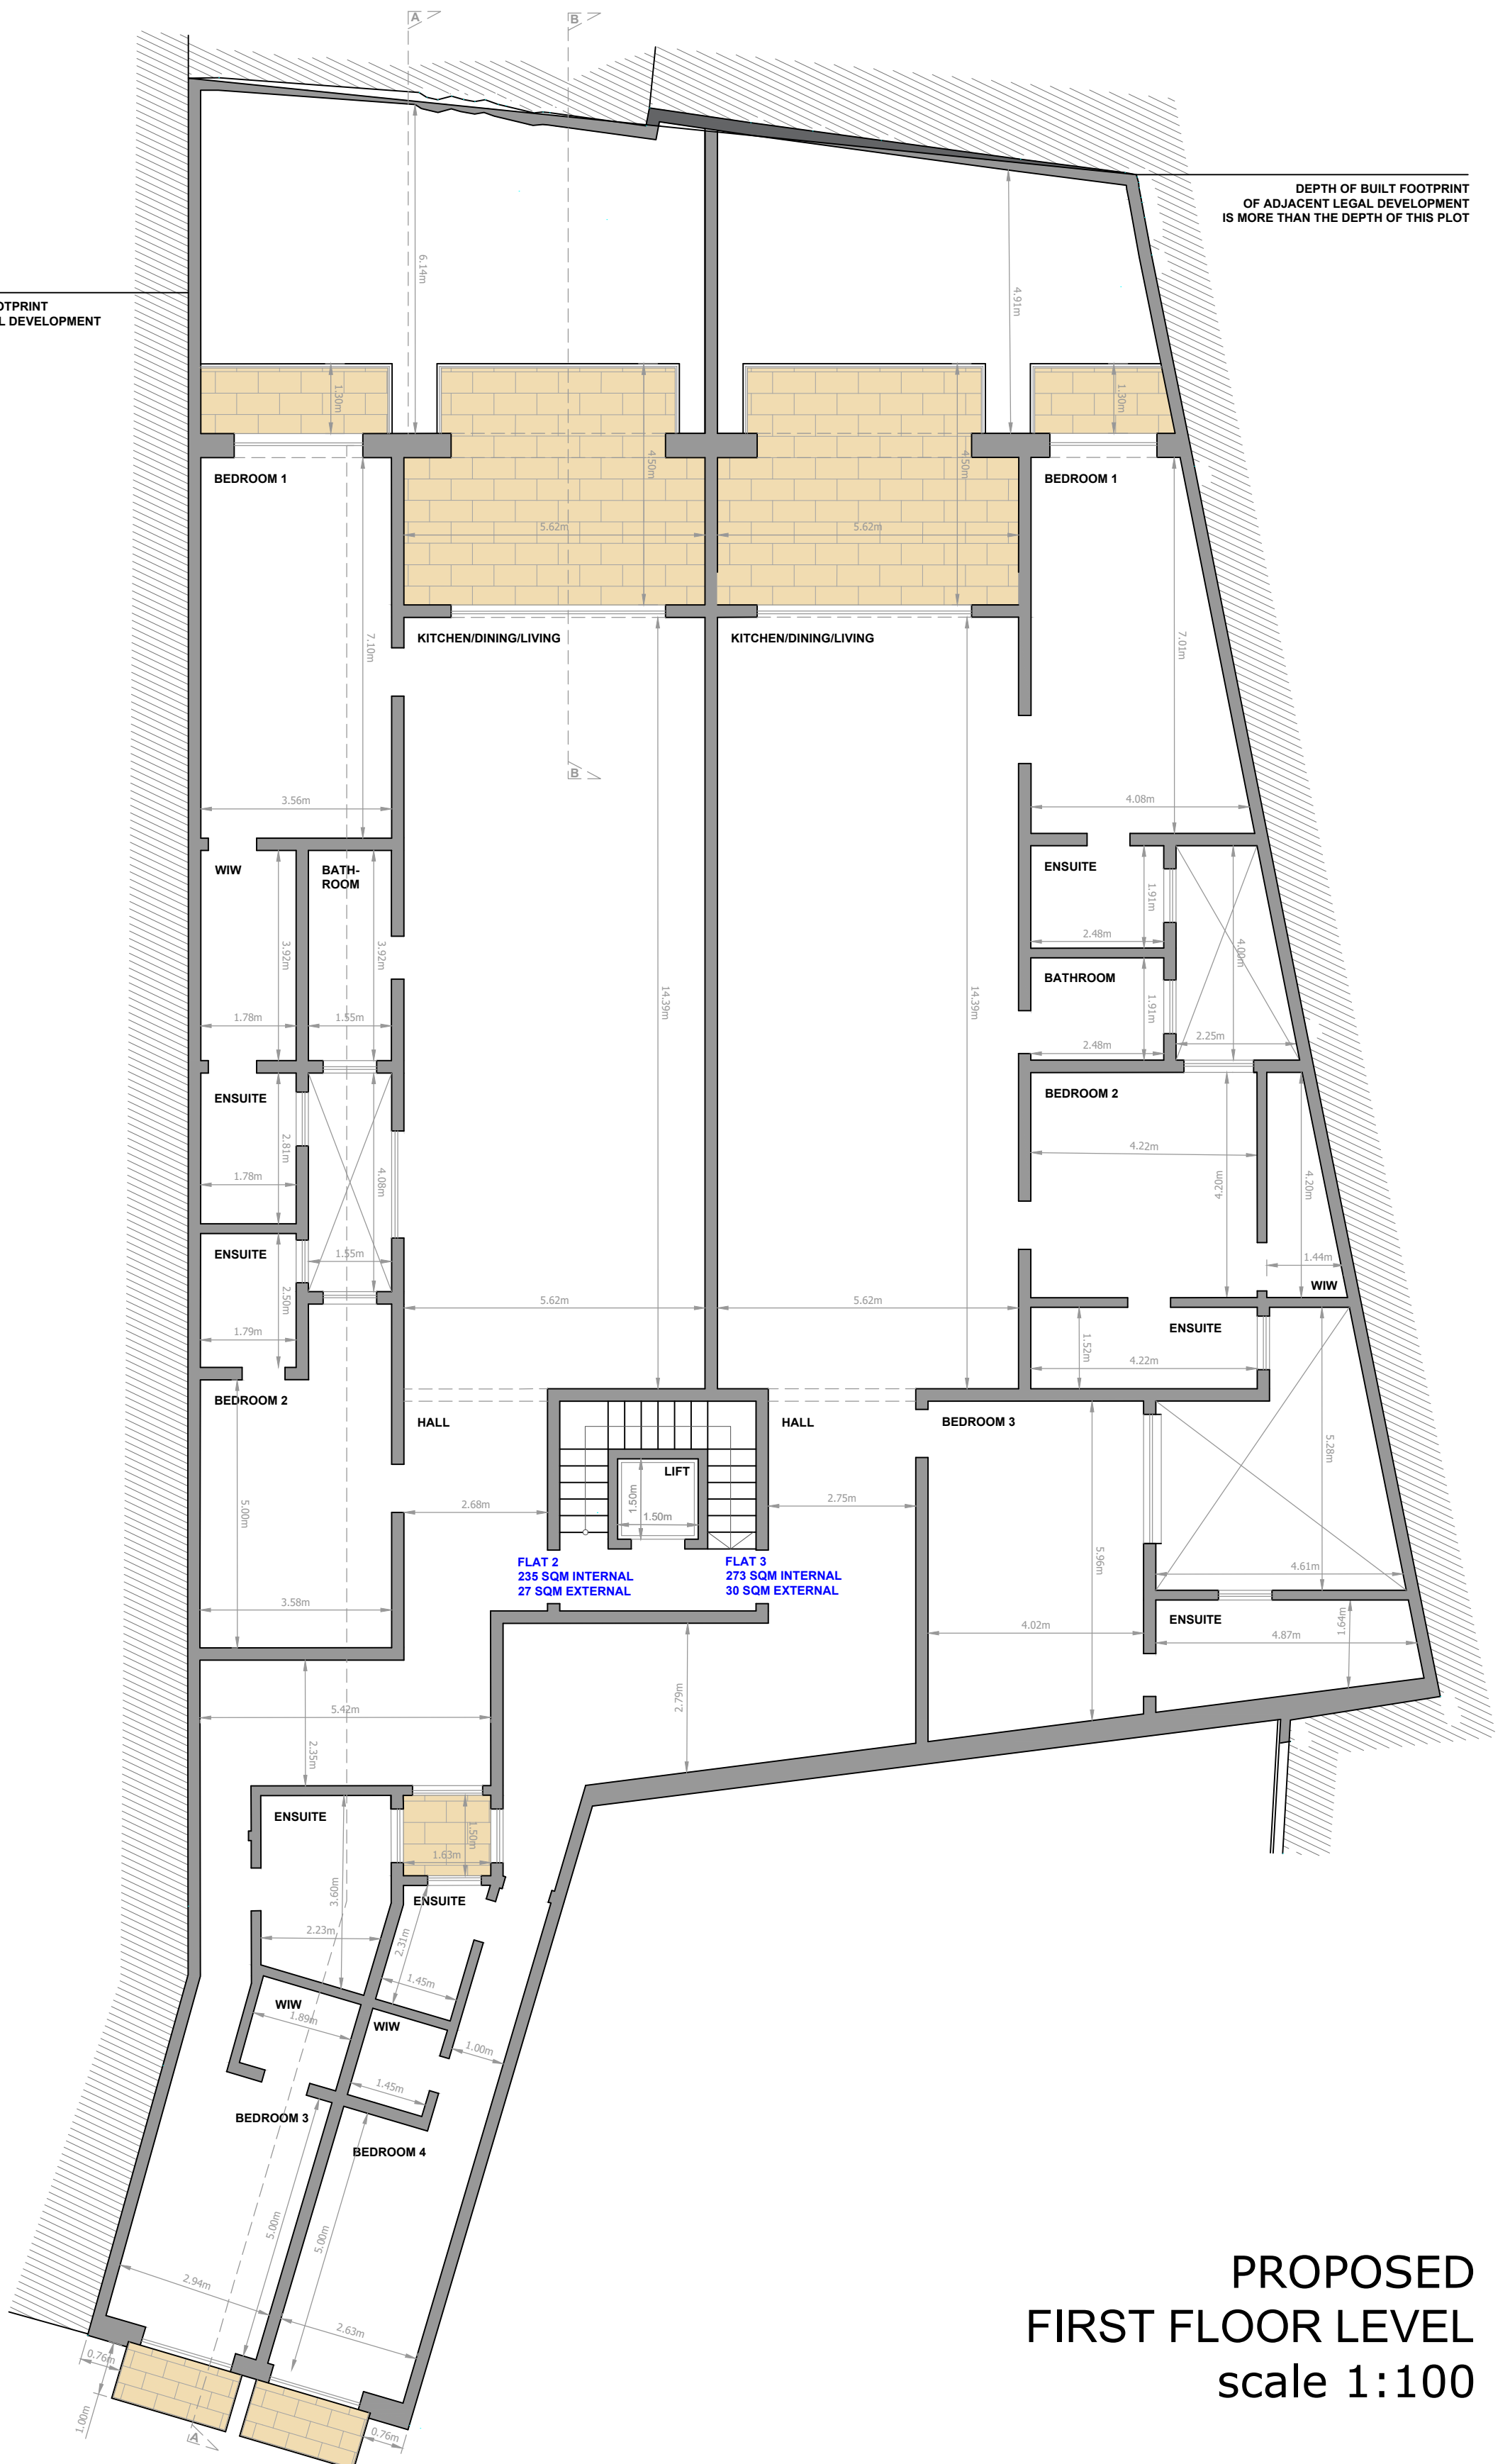 A
B
DEPTH OF BUILT FOOTPRINT
OF ADJACENT LEGAL DEVELOPMENT
IS MORE THAN THE DEPTH OF THIS PLOT
6.14m
4.91m
OTPRINT
L DEVELOPMENT
1.30m
1.30m
4.50m
4.50m
BEDROOM 1
BEDROOM 1
5.62m
5.62m
KITCHEN/DINING/LIVING
KITCHEN/DINING/LIVING
7.10m
7.01m
B
3.56m
4.08m
WIW
BATH-
ROOM
ENSUITE
1.91m
2.48m
3.92m
3.92m
4.00m
BATHROOM
1.91m
14.39m
14.39m
1.78m
1.55m
2.48m
2.25m
ENSUITE
BEDROOM 2
2.81m
4.22m
1.78m
4.08m
4.20m
4.20m
ENSUITE
1.55m
1.44m
WIW
2.50m
5.62m
5.62m
1.79m
ENSUITE
1.52m
4.22m
BEDROOM 2
HALL
HALL
BEDROOM 3
5.28m
LIFT
1.50m
1.50m
5.00m
2.68m
2.75m
FLAT 2
235 SQM INTERNAL
27 SQM EXTERNAL
FLAT 3
273 SQM INTERNAL
30 SQM EXTERNAL
5.96m
4.61m
3.58m
ENSUITE
4.02m
4.87m
1.64m
5.42m
2.79m
2.35m
ENSUITE
1.50m
1.63m
3.60m
ENSUITE
2.23m
2.31m
1.45m
WIW
1.89m
WIW
1.00m
1.45m
BEDROOM 3
BEDROOM 4
5.00m
5.00m
2.94m
2.63m
0.76m
1.00m
A
0.76m
PROPOSED
FIRST FLOOR LEVEL
scale 1:100